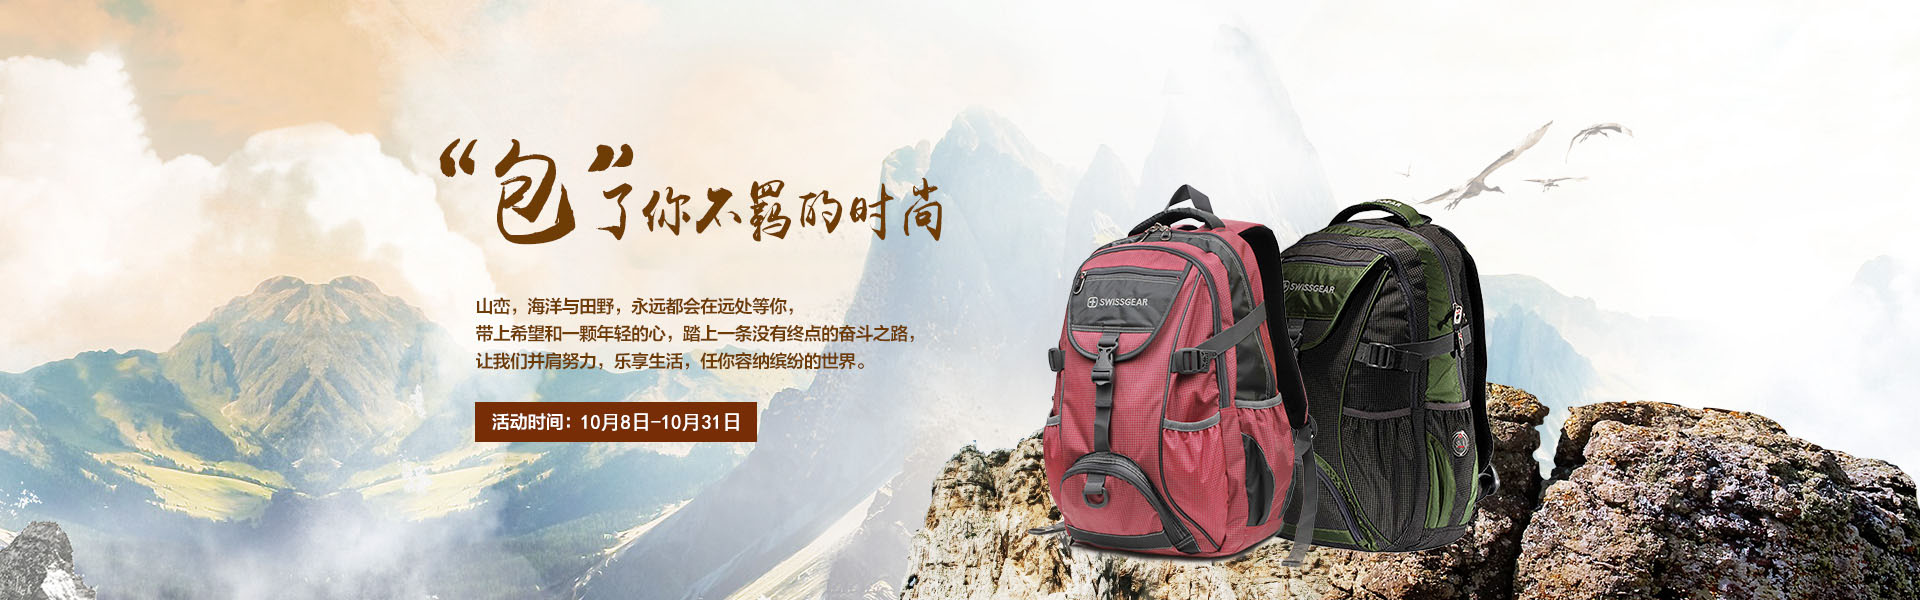 “包”了你不羁的时尚
山峦，海洋与田野，永远都会在远处等你，
带上希望和一颗年轻的心，踏上一条没有终点的奋斗之路，
让我们并肩努力，乐享生活，任你容纳缤纷的世界。
活动时间：10月8日-10月31日
SWISSGEAR
SWISSGEAR